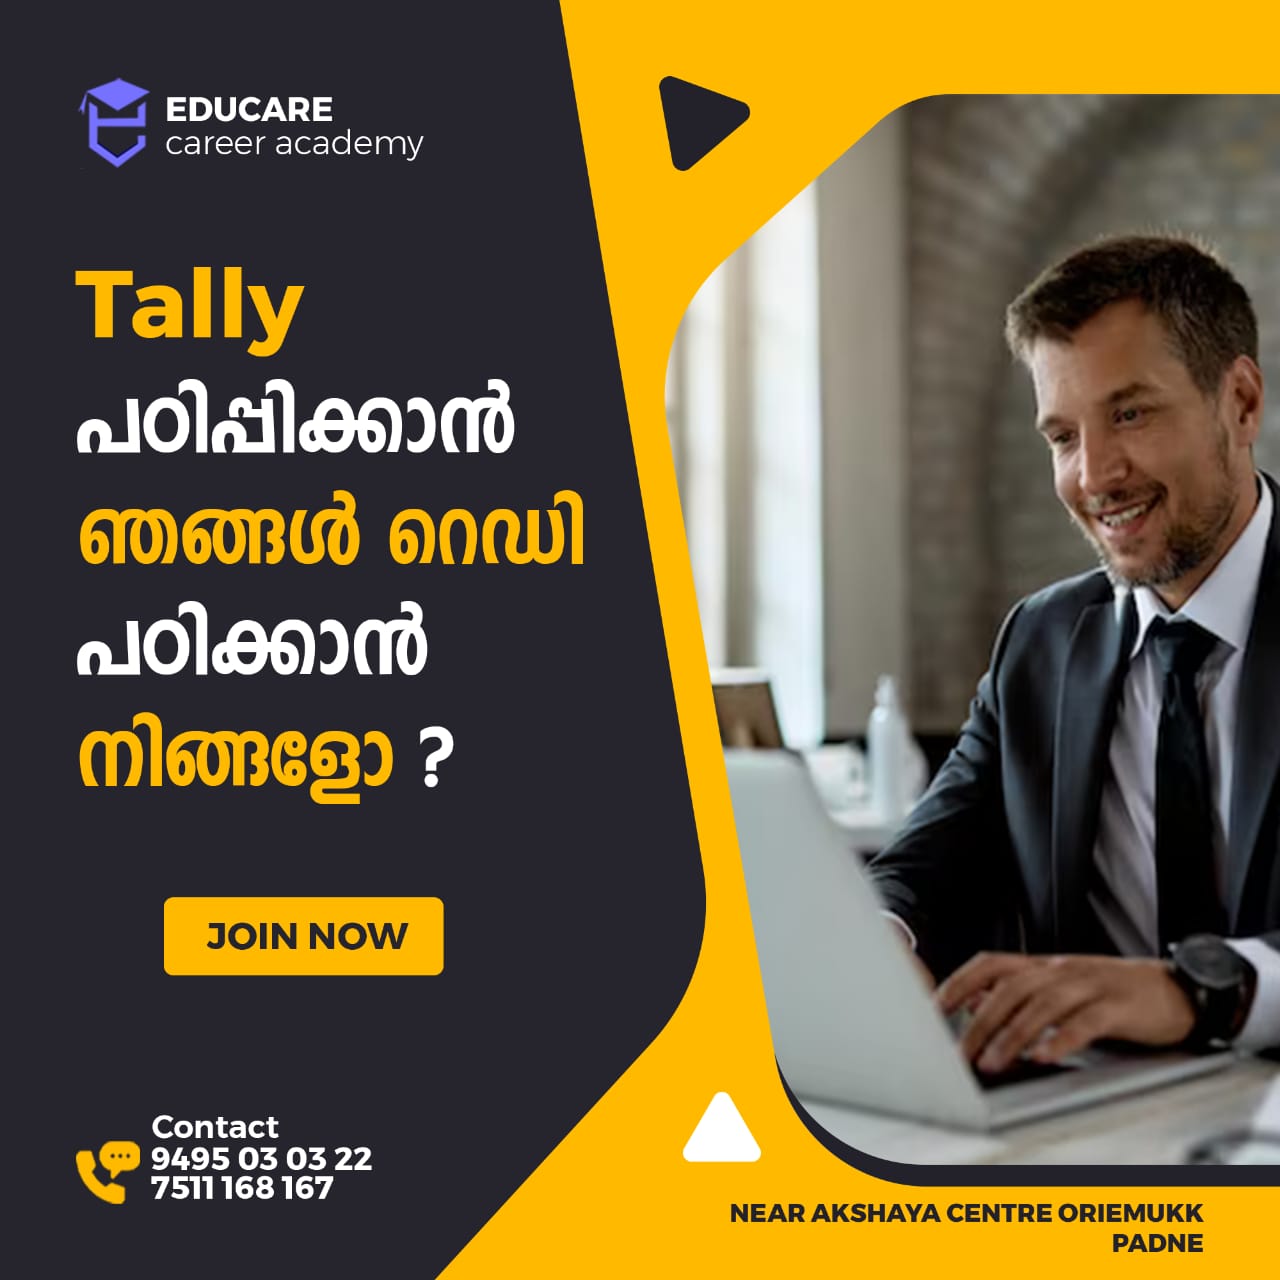 EDUCARE
career academy
Tally
പഠിപ്പിക്കാൻ
ഞങ്ങൾ റെഡി
പഠിക്കാൻ
നിങ്ങളോ ?
JOIN NOW
Contact
9495 03 03 22
7511 168 167
NEAR AKSHAYA CENTRE ORIEMUKK
PADNE